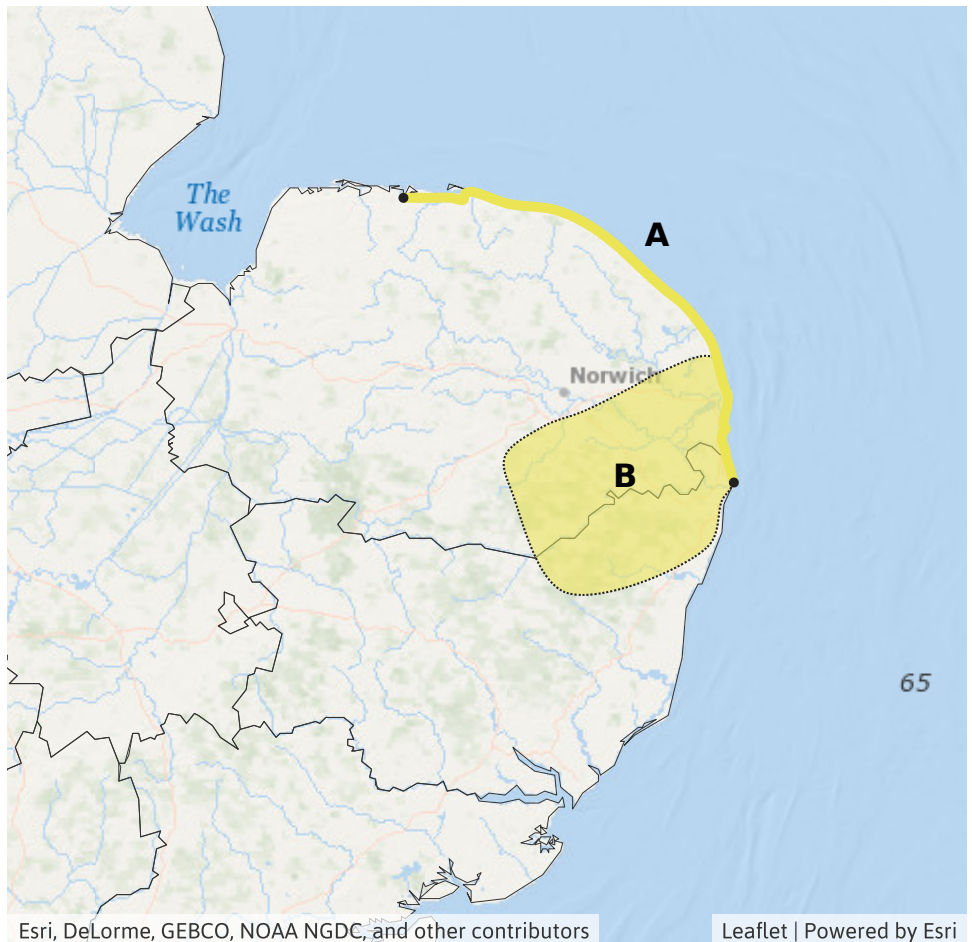 The
Wash
A
Norwich
B
65
Esri, DeLorme, GEBCO, NOAA NGDC, and other contributors
Leaflet | Powered by Esri